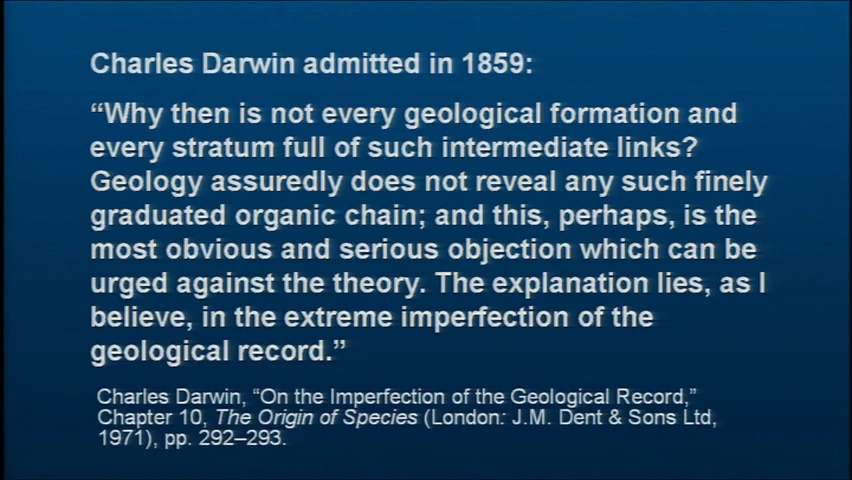 Charles Darwin admitted in 1859:
“Why then is not every geological formation and
every stratum full of such intermediate links?
Geology assuredly does not reveal any such finely
graduated organic chain; and this, perhaps, is the
most obvious and serious objection which can be
urged against the theory. The explanation lies, as I
believe, in the extreme imperfection of the
geological record.”
Charles Darwin, “On the Imperfection of the Geological Record,”
Chapter 10, The Origin of Species (London: J.M. Dent & Sons Ltd,
1971), pp. 292–293.